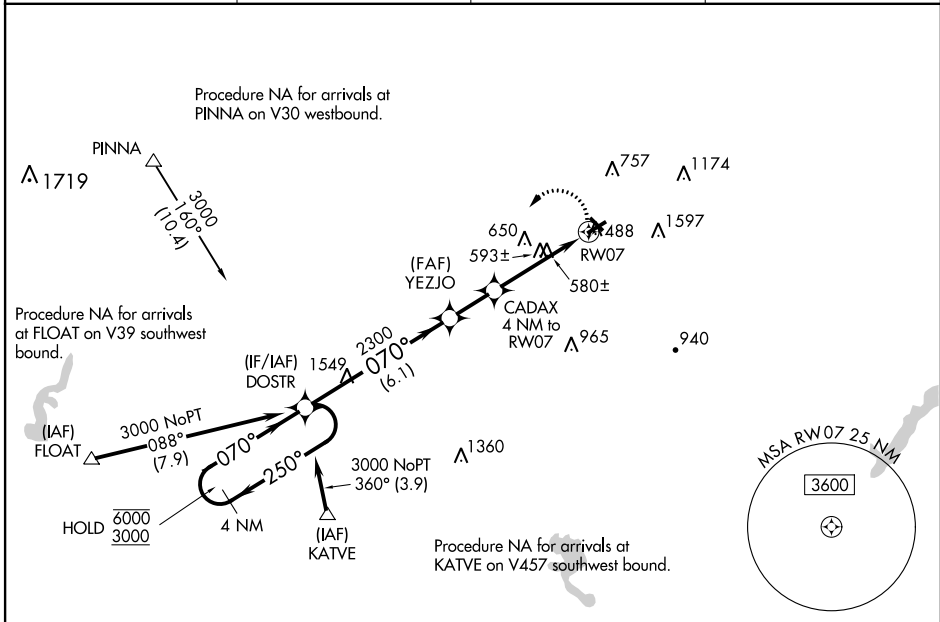 Procedure NA for arrivals at
PINNA on V30 westbound.
PINNA
1719
3000
160°
(10.4)
757
1174
650
488
1597
593±
RW07
(FAF)
YEZJO
580±
CADAX
4 NM to
RW07
Procedure NA for arrivals
at FLOAT on V39 southwest
bound.
965
940
2300
070°
(6.1)
(IF/IAF)
DOSTR
1549
(IAF)
FLOAT
3000 NoPT
088°
(7.9)
070°
250°
1360
3000 NoPT
360° (3.9)
HOLD
6000
3000
4 NM
(IAF)
KATVE
Procedure NA for arrivals at
KATVE on V457 southwest bound.
MSA RW07 25 NM
3600